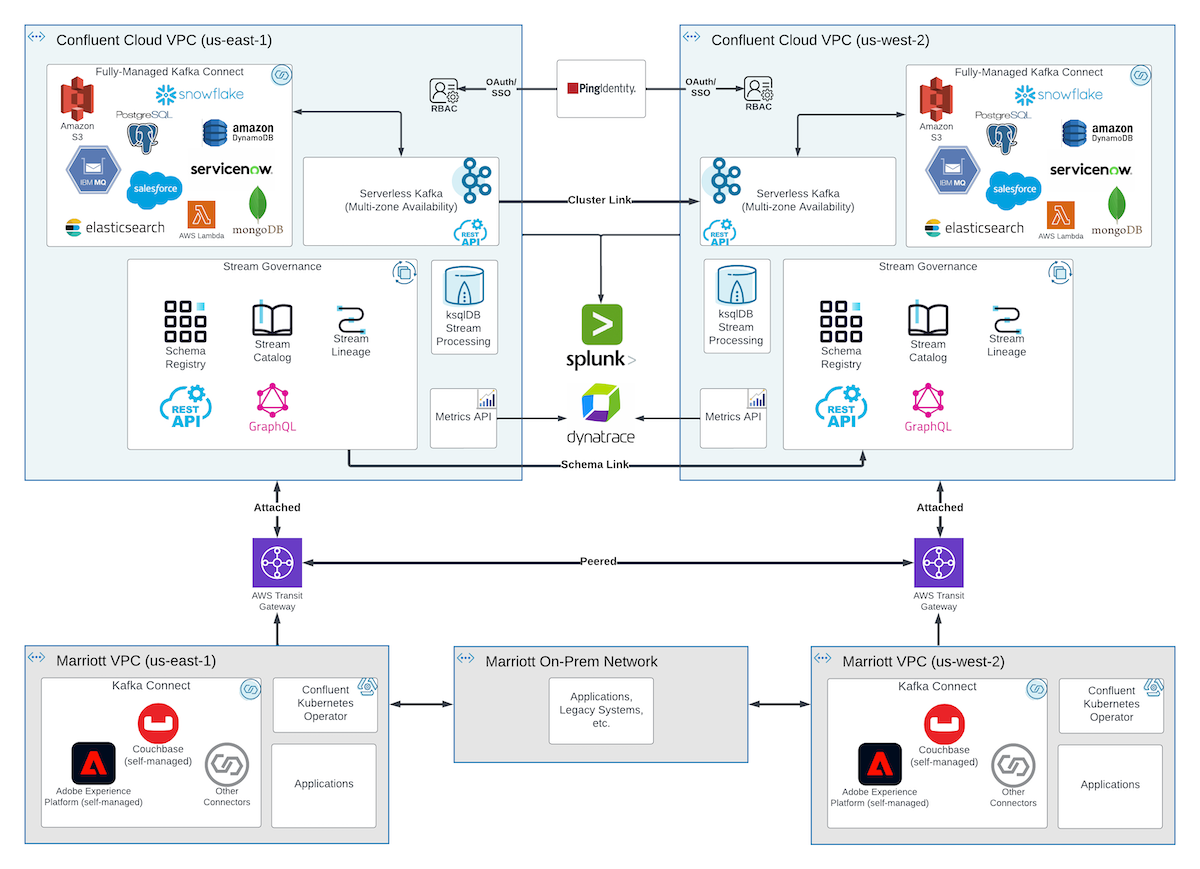 Confluent Cloud VPC (us-east-1)
Fully-Managed Kafka Connect
Amazon
S3
snowflake
PostgreSQL
amazon
DynamoDB
IBM MQ
servicenow.
salesforce
elasticsearch
AWS Lambda
mongoDB
RBAC
OAuth/
SSO
PingIdentity.
OAuth/
SSO
RBAC
Serverless Kafka
(Multi-zone Availability)
REST
API
Cluster Link
Stream Governance
Schema
Registry
Stream
Catalog
Stream
Lineage
REST
API
GraphQL
ksqlDB
Stream
Processing
Metrics API
splunk>
dynatrace
Schema Link
Confluent Cloud VPC (us-west-2)
Fully-Managed Kafka Connect
Amazon
S3
snowflake
PostgreSQL
amazon
DynamoDB
IBM MQ
servicenow.
salesforce
elasticsearch
AWS Lambda
mongoDB
Serverless Kafka
(Multi-zone Availability)
REST
API
ksqlDB
Stream
Processing
Metrics API
Stream Governance
Schema
Registry
Stream
Catalog
Stream
Lineage
REST
API
GraphQL
Attached
Attached
AWS Transit
Gateway
Peered
AWS Transit
Gateway
Marriott VPC (us-east-1)
Kafka Connect
Couchbase
(self-managed)
Adobe Experience
Platform (self-managed)
Other
Connectors
Confluent
Kubernetes
Operator
Applications
Marriott On-Prem Network
Applications,
Legacy Systems,
etc.
Marriott VPC (us-west-2)
Kafka Connect
Couchbase
(self-managed)
Adobe Experience
Platform (self-managed)
Other
Connectors
Confluent
Kubernetes
Operator
Applications